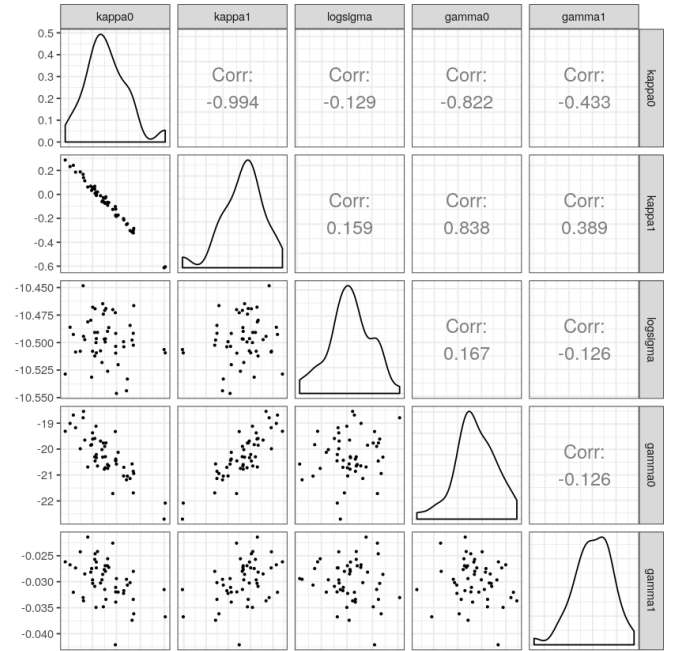 kappa0 kappa1 logsigma gamma0 gamma1
0.5
0.4
0.3
0.2
0.1
0.0
Corr:
-0.994
Corr:
-0.129
Corr:
-0.822
Corr:
-0.433
kappa0
0.2
0.0
-0.2
-0.4
-0.6
Corr:
0.159
Corr:
0.838
Corr:
0.389
kappa1
-10.450
-10.475
-10.500
-10.525
-10.550
Corr:
0.167
Corr:
-0.126
logsigma
-19
-20
-21
-22
Corr:
-0.126
gamma0
-0.025
-0.030
-0.035
-0.040
gamma1